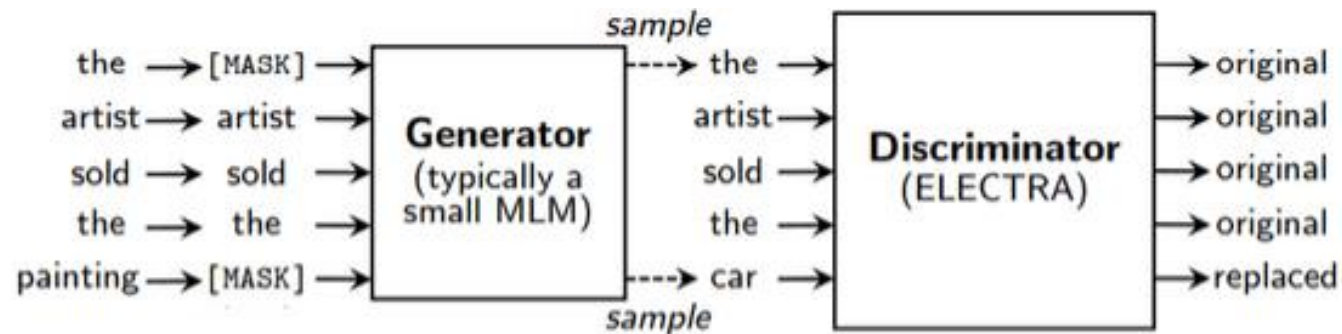 sample
the [MASK] the original
artist artist artist original
Generator
(typically a
small MLM)
Discriminator
(ELECTRA)
sold sold sold original
the the the original
painting [MASK] car replaced
sample